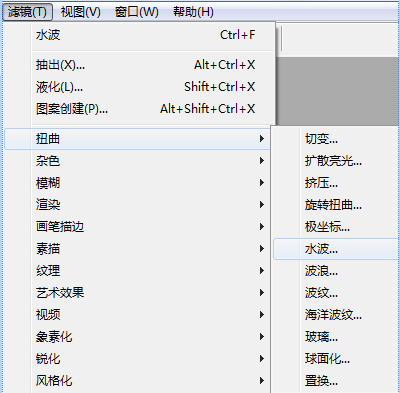 滤镜(T) 视图(V) 窗口(W) 帮助(H)
水波 Ctrl+F
抽出(X)... Alt+Ctrl+X
液化(L)... Shift+Ctrl+X
图案创建(P)... Alt+Shift+Ctrl+X
扭曲
杂色
模糊
渲染
画笔描边
素描
纹理
艺术效果
视频
象素化
锐化
风格化
切变...
扩散亮光...
挤压...
旋转扭曲...
极坐标...
水波...
波浪...
波纹...
海洋波纹...
玻璃...
球面化...
置换...